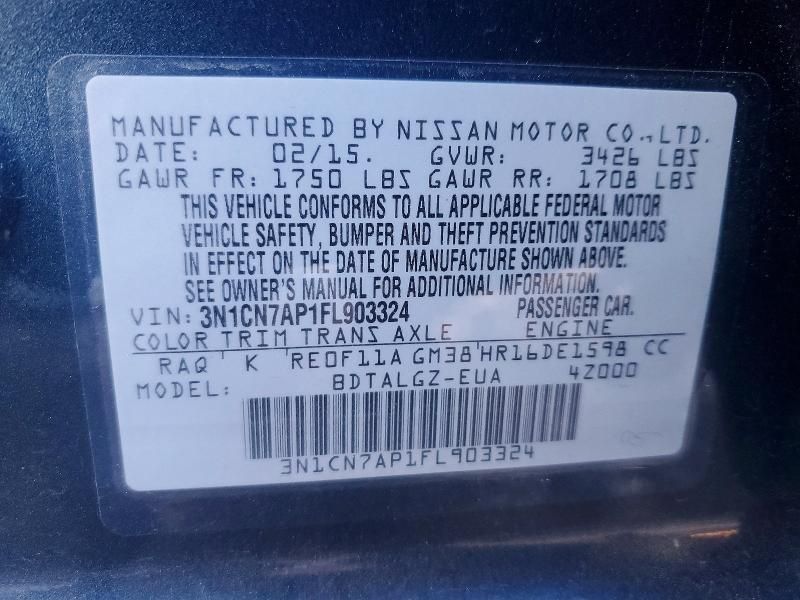 MANUFACTURED BY NISSAN MOTOR CO.,LTD.
DATE: 02/15. GVWR: 3426 LBS
GAWR FR: 1750 LBS GAWR RR: 1708 LBS
THIS VEHICLE CONFORMS TO ALL APPLICABLE FEDERAL MOTOR
VEHICLE SAFETY, BUMPER AND THEFT PREVENTION STANDARDS
IN EFFECT ON THE DATE OF MANUFACTURE SHOWN ABOVE.
SEE OWNER'S MANUAL FOR ADDITIONAL INFORMATION.
VIN: 3N1CN7AP1FL903324 PASSENGER CAR.
COLOR TRIM TRANS AXLE ENGINE
RAQ K RE0F11A GM38 HR16DE1598 CC
MODEL: BDTALGZ-EUA 4Z000
3N1CN7AP1FL903324